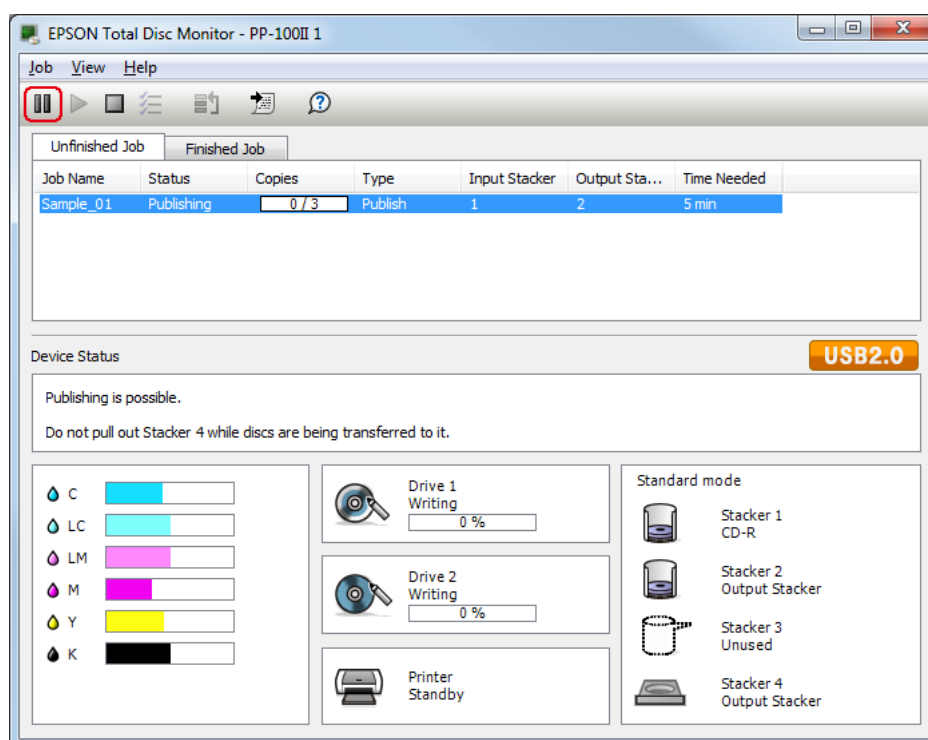 EPSON Total Disc Monitor - PP-100II 1
Job View Help
Unfinished Job Finished Job
Job Name Status Copies Type Input Stacker Output Sta... Time Needed
Sample_01 Publishing 0 / 3 Publish 1 2 5 min
Device Status
USB2.0
Publishing is possible.
Do not pull out Stacker 4 while discs are being transferred to it.
C
LC
LM
M
Y
K
Drive 1
Writing
0 %
Drive 2
Writing
0 %
Printer
Standby
Standard mode
Stacker 1
CD-R
Stacker 2
Output Stacker
Stacker 3
Unused
Stacker 4
Output Stacker